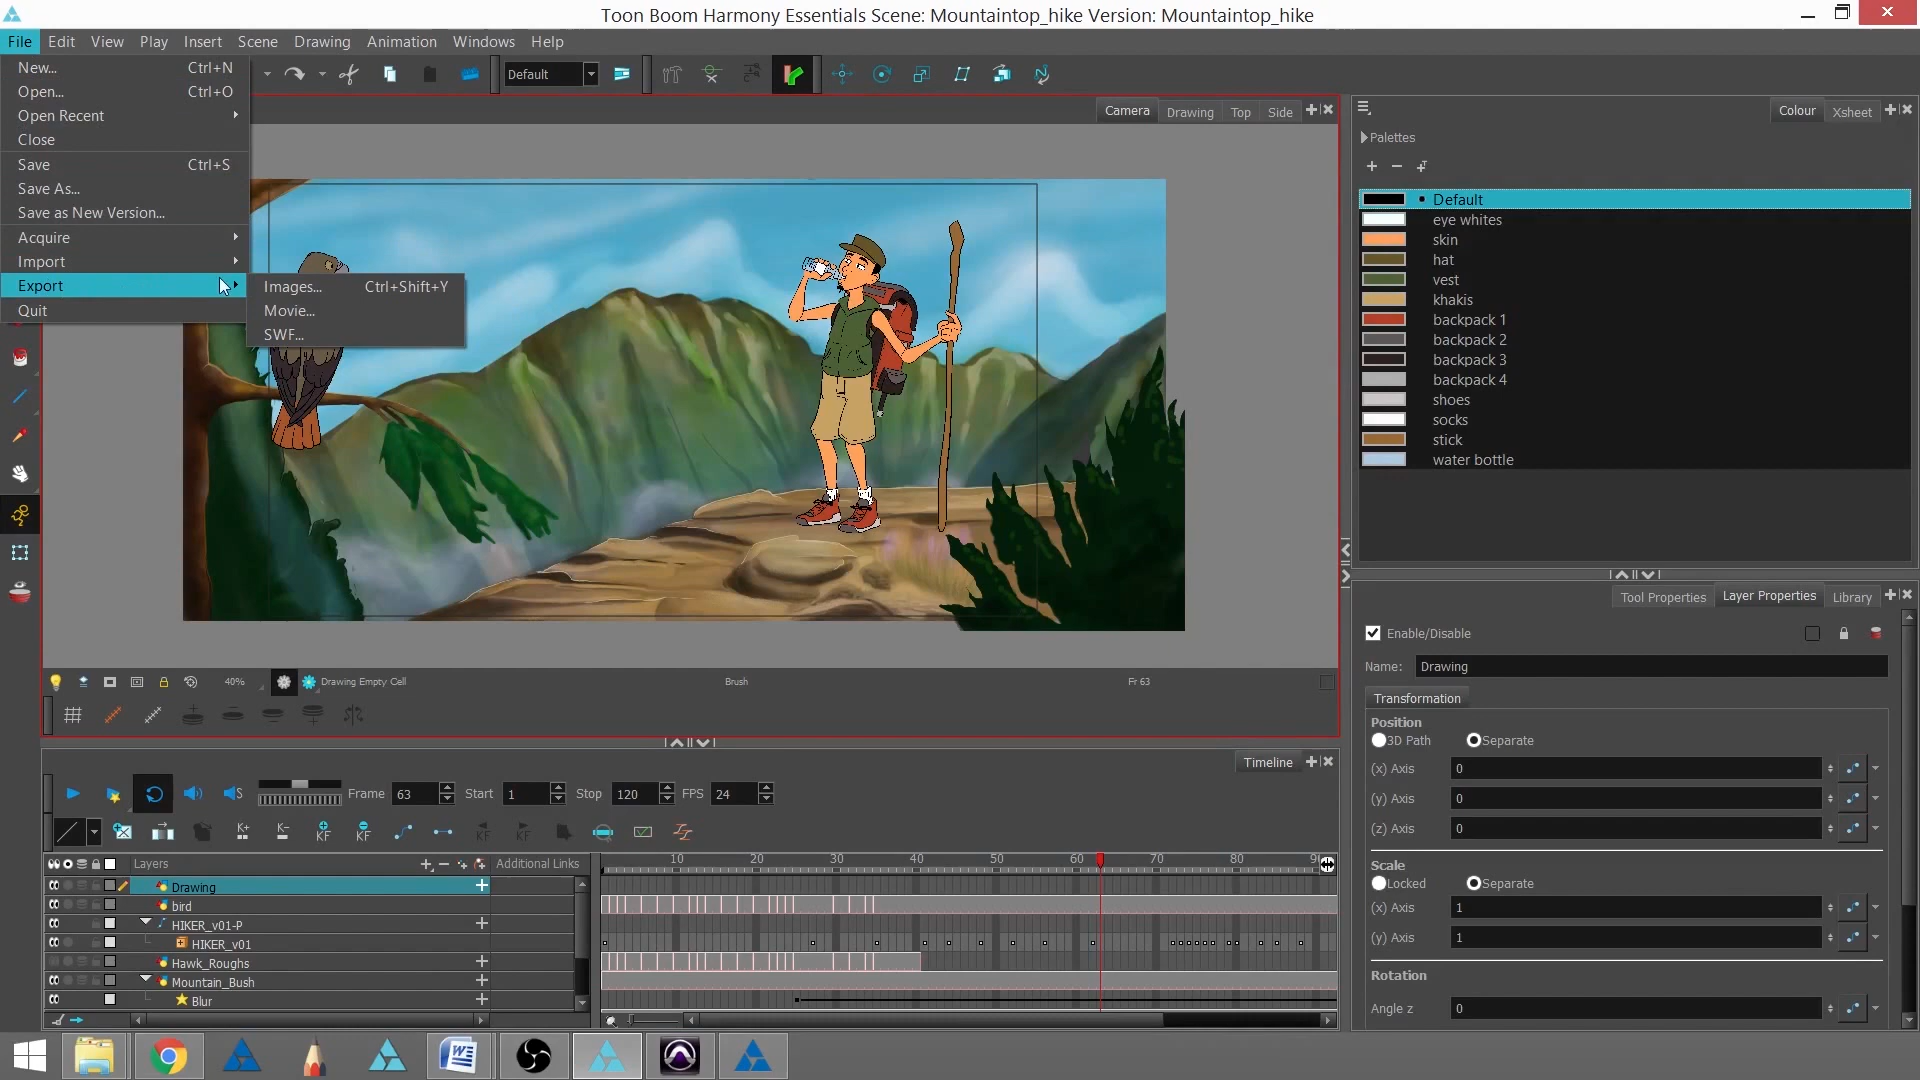 Toon Boom Harmony Essentials Scene: Mountaintop_hike Version: Mountaintop_hike
File Edit View Play Insert Scene Drawing Animation Windows Help
New... Ctrl+N
Open... Ctrl+O
Open Recent
Close
Save Ctrl+S
Save As...
Save as New Version...
Acquire
Import
Export
Quit
Images... Ctrl+Shift+Y
Movie...
SWF...
Default
Camera Drawing Top Side
Colour Xsheet
Palettes
Default
eye whites
skin
hat
vest
khakis
backpack 1
backpack 2
backpack 3
backpack 4
shoes
socks
stick
water bottle
40% Drawing Empty Cell Brush Fr 63
Tool Properties Layer Properties Library
Enable/Disable
Name: Drawing
Transformation
Position
3D Path Separate
(x) Axis 0
(y) Axis 0
(z) Axis 0
Scale
Locked Separate
(x) Axis 1
(y) Axis 1
Rotation
Angle z 0
Timeline
Frame 63 Start 1 Stop 120 FPS 24
K+ K- KF KF KF KF
Layers Additional Links
10 20 30 40 50 60 70 80
Drawing
bird
HIKER_v01-P
HIKER_v01
Hawk_Roughs
Mountain_Bush
Blur